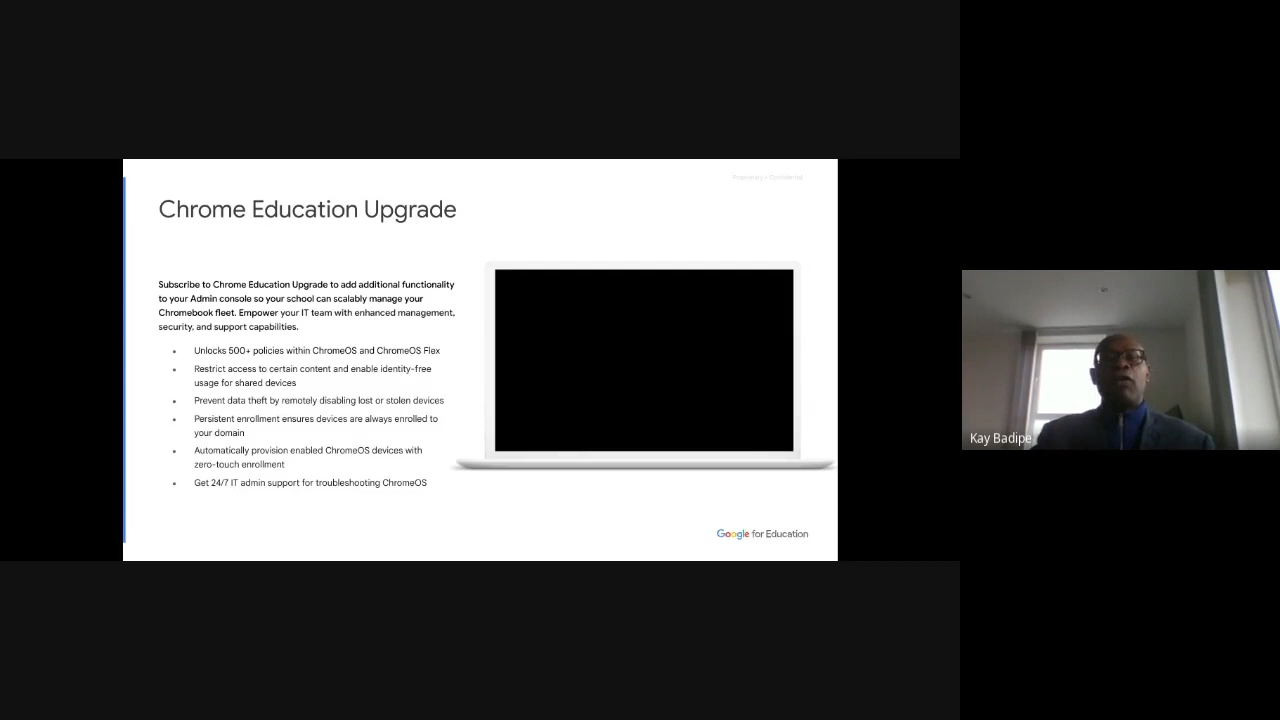 Proprietary + Confidential
Chrome Education Upgrade
Subscribe to Chrome Education Upgrade to add additional functionality
to your Admin console so your school can scalably manage your
Chromebook fleet. Empower your IT team with enhanced management,
security, and support capabilities.
• Unlocks 500+ policies within ChromeOS and ChromeOS Flex
• Restrict access to certain content and enable identity-free
usage for shared devices
• Prevent data theft by remotely disabling lost or stolen devices
• Persistent enrollment ensures devices are always enrolled to
your domain
• Automatically provision enabled ChromeOS devices with
zero-touch enrollment
• Get 24/7 IT admin support for troubleshooting ChromeOS
Google for Education
Kay Badipe